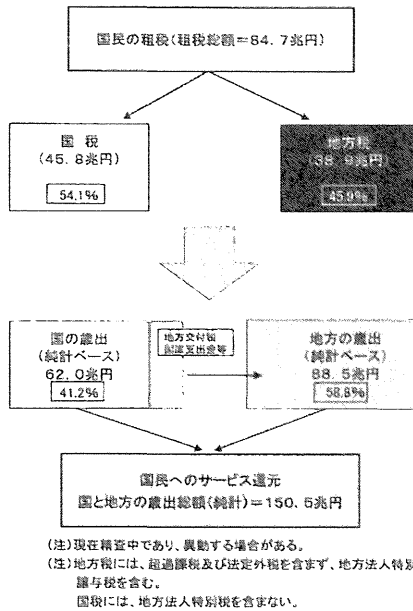 国民の租税(租税総額=84.7兆円)
国税
(45.8兆円)
54.1%
地方税
(38.9兆円)
45.9%
国の歳出
(純計ベース)
62.0兆円
41.2%
地方交付税
国庫支出金等
地方の歳出
(純計ベース)
88.5兆円
58.8%
国民へのサービス還元
国と地方の歳出総額(純計)=150.5兆円
(注)現在精査中であり、異動する場合がある。
(注)地方税には、超過課税及び法定外税を含まず、地方法人特別
譲与税を含む。
国税には、地方法人特別税を含まない。